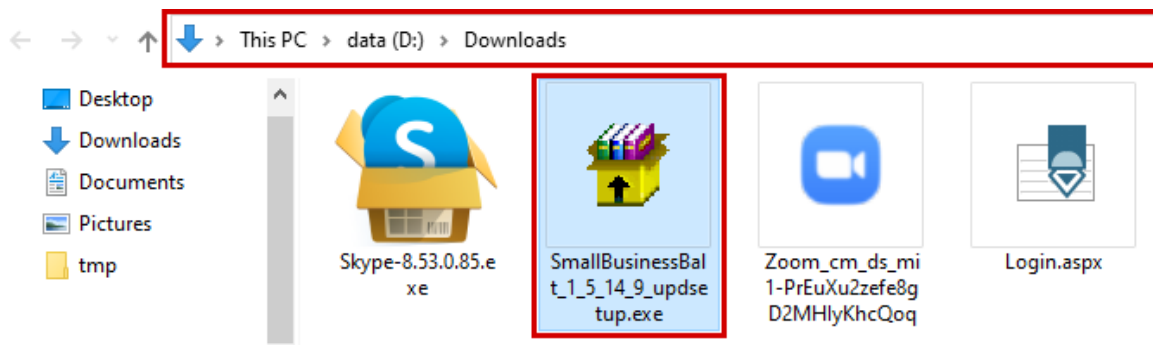 This PC > data (D:) > Downloads
Desktop
Downloads
Documents
Pictures
tmp
Skype-8.53.0.85.e
xe
SmallBusinessBal
t_1_5_14_9_updse
tup.exe
Zoom_cm_ds_mi
1-PrEuXu2zefe8g
D2MHlyKhcQoq
Login.aspx